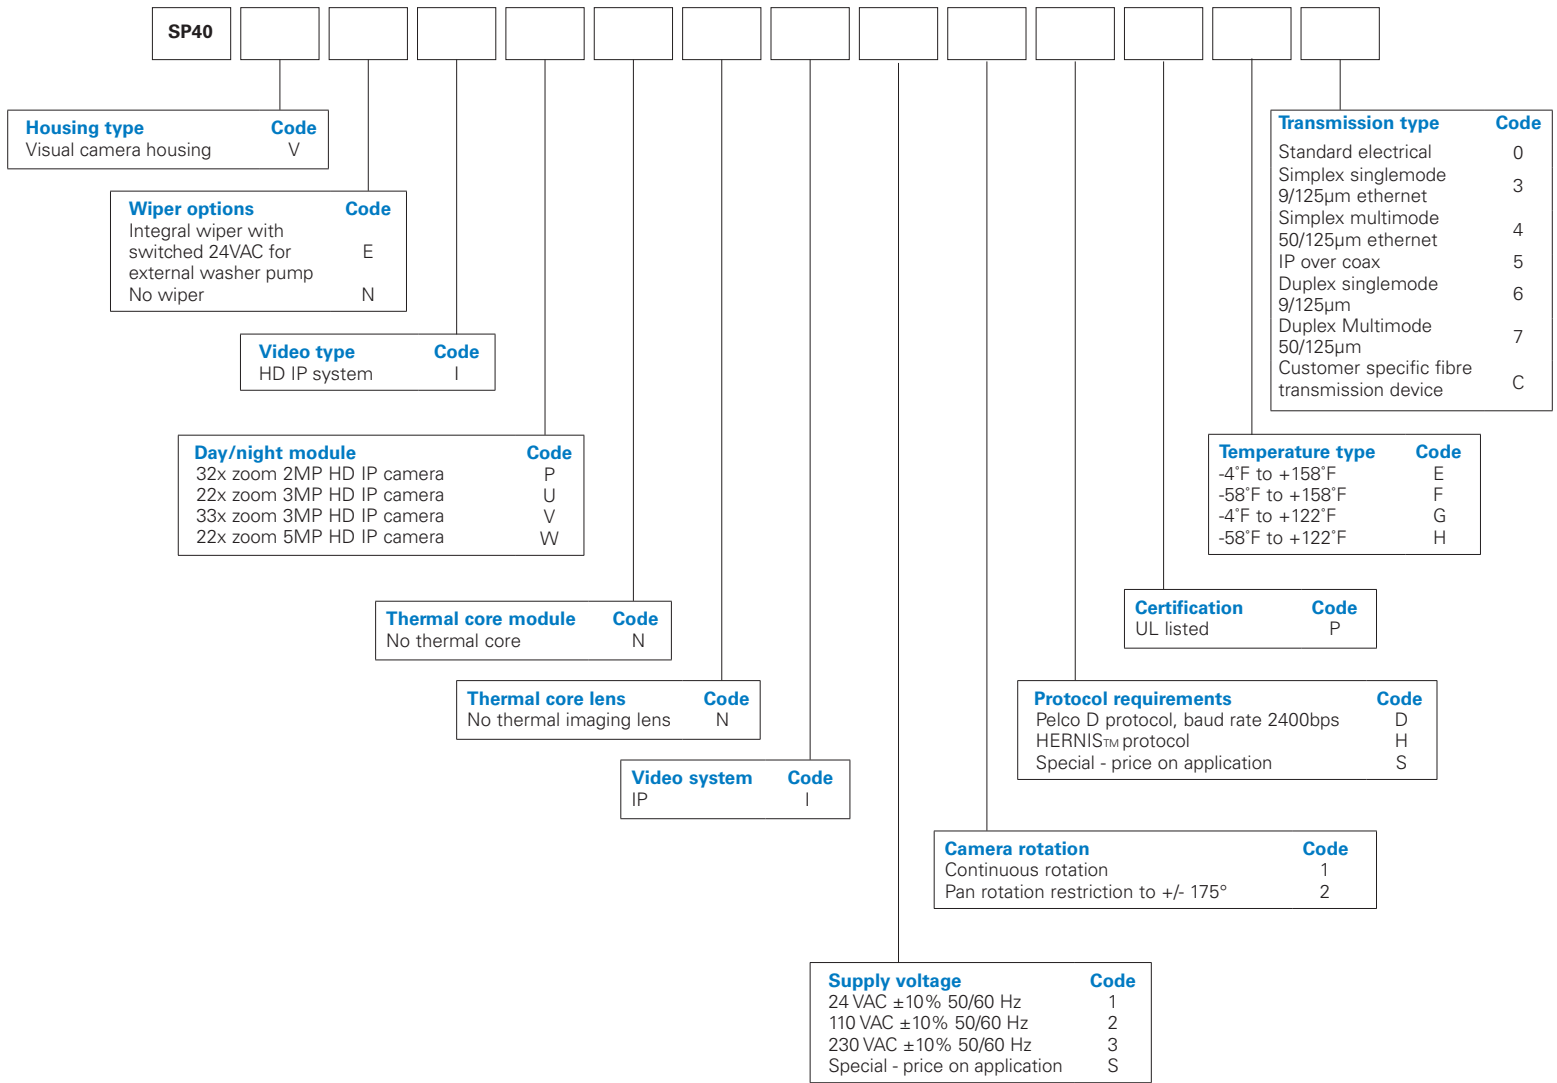 SP40
Housing type Code
Visual camera housing V
Wiper options Code
Integral wiper with
switched 24VAC for E
external washer pump
No wiper N
Video type Code
HD IP system I
Day/night module Code
32x zoom 2MP HD IP camera P
22x zoom 3MP HD IP camera U
33x zoom 3MP HD IP camera V
22x zoom 5MP HD IP camera W
Thermal core module Code
No thermal core N
Thermal core lens Code
No thermal imaging lens N
Video system Code
IP I
Supply voltage Code
24 VAC ±10% 50/60 Hz 1
110 VAC ±10% 50/60 Hz 2
230 VAC ±10% 50/60 Hz 3
Special - price on application S
Camera rotation Code
Continuous rotation 1
Pan rotation restriction to +/- 175° 2
Protocol requirements Code
Pelco D protocol, baud rate 2400bps D
HERNIS™ protocol H
Special - price on application S
Certification Code
UL listed P
Temperature type Code
-4˚F to +158˚F E
-58˚F to +158˚F F
-4˚F to +122˚F G
-58˚F to +122˚F H
Transmission type Code
Standard electrical 0
Simplex singlemode
9/125µm ethernet 3
Simplex multimode
50/125µm ethernet 4
IP over coax 5
Duplex singlemode
9/125µm 6
Duplex Multimode
50/125µm 7
Customer specific fibre
transmission device C